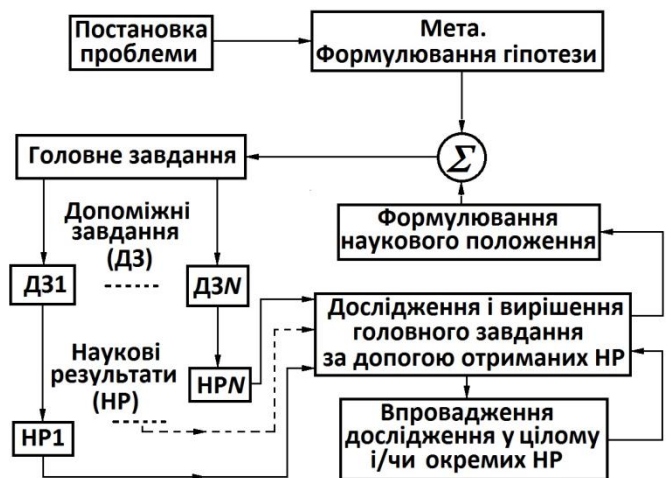 Постановка
проблеми
Мета.
Формулювання гіпотези
Головне завдання
Σ
Допоміжні
завдання
(ДЗ)
Формулювання
наукового положення
ДЗ1
ДЗN
Дослідження і вирішення
головного завдання
за допогою отриманих НР
Наукові
результати
(НР)
НРN
НР1
Впровадження
дослідження у цілому
і/чи окремих НР